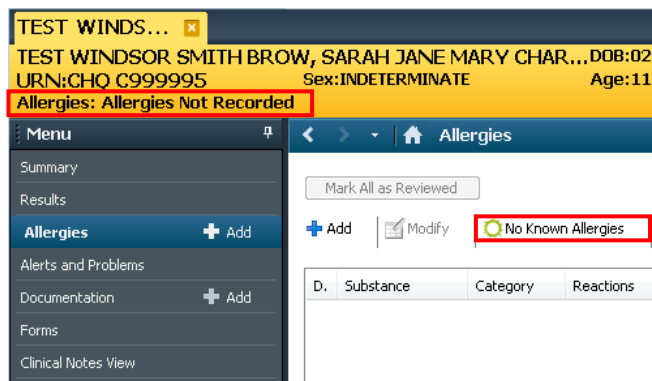 TEST WINDS...
TEST WINDSOR SMITH BROW, SARAH JANE MARY CHAR... DOB:02
URN:CHQ C999995 Sex:INDETERMINATE Age:11
Allergies: Allergies Not Recorded
Menu
Allergies
Summary
Mark All as Reviewed
Results
Allergies Add
Add Modify No Known Allergies
Alerts and Problems
D. Substance Category Reactions
Documentation Add
Forms
Clinical Notes View